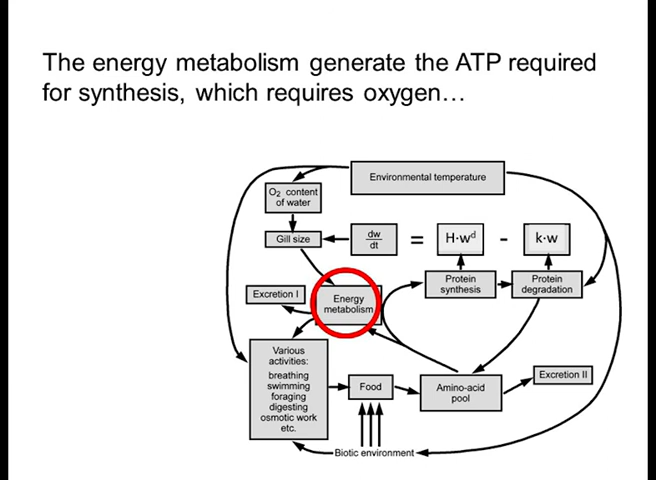 The energy metabolism generate the ATP required
for synthesis, which requires oxygen…
Environmental temperature
O₂ content
of water
Gill size
dw
dt
=
H·wᵈ
-
k·w
Protein
synthesis
Protein
degradation
Excretion I
Energy
metabolism
Various
activities:
breathing
swimming
foraging
digesting
osmotic work
etc.
Food
Amino-acid
pool
Excretion II
Biotic environment